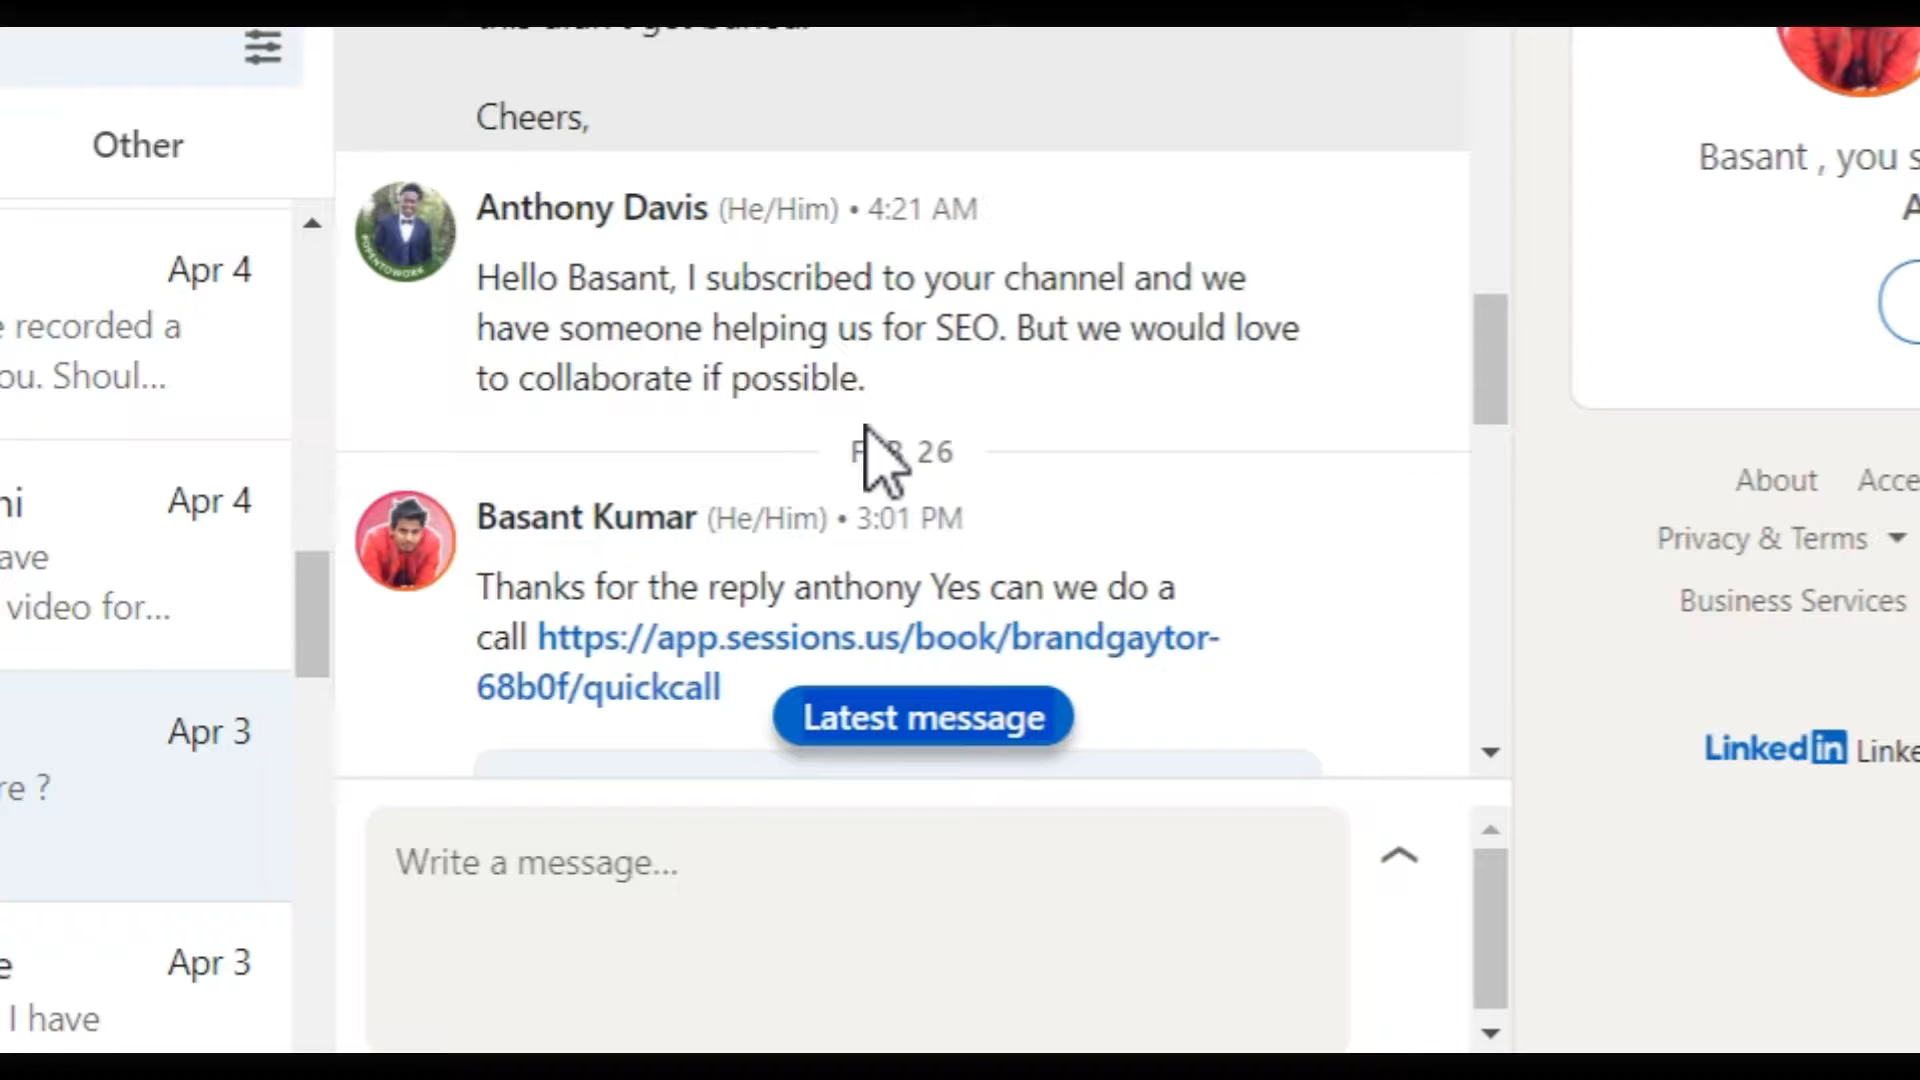 Cheers,
Other
Basant , you s
Anthony Davis (He/Him) • 4:21 AM
Apr 4
Hello Basant, I subscribed to your channel and we
have someone helping us for SEO. But we would love
to collaborate if possible.
e recorded a
ou. Shoul...
26
About Acce
Apr 4
Basant Kumar (He/Him) • 3:01 PM
Privacy & Terms
ave
Thanks for the reply anthony Yes can we do a
call https://app.sessions.us/book/brandgaytor-
68b0f/quickcall
video for...
Business Services
Latest message
Apr 3
LinkedIn Linke
re ?
Write a message...
Apr 3
e
I have